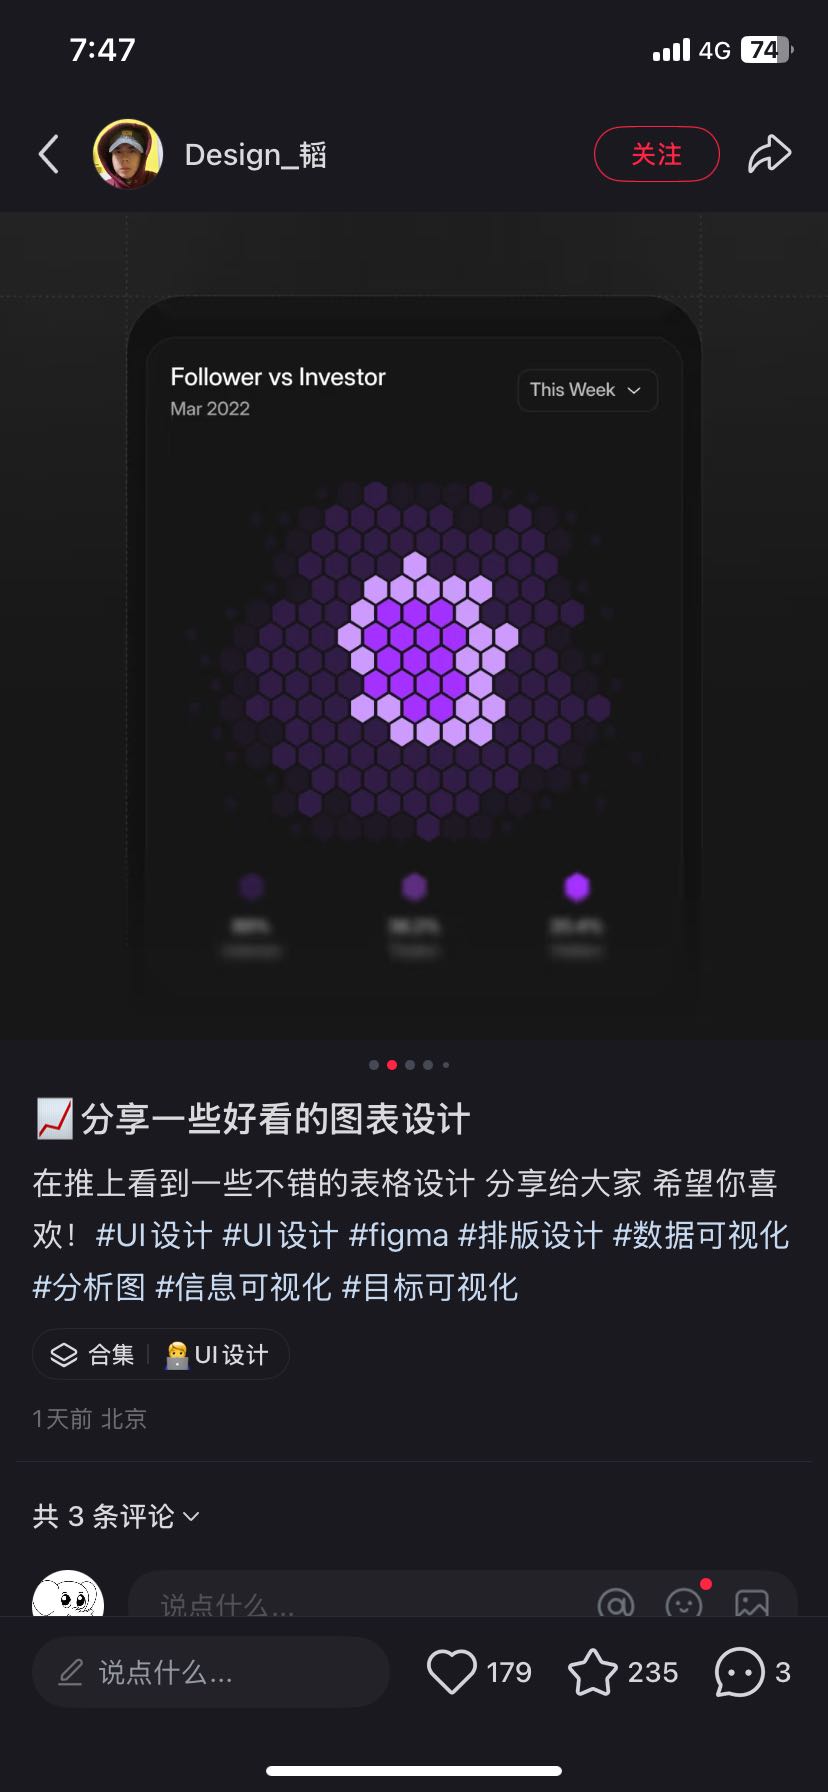 7:47
4G 74
Design_韬
关注
Follower vs Investor
Mar 2022
This Week
分享一些好看的图表设计
在推上看到一些不错的表格设计 分享给大家 希望你喜
欢！#UI设计 #UI设计 #figma #排版设计 #数据可视化
#分析图 #信息可视化 #目标可视化
合集 UI设计
1天前 北京
共 3 条评论
说点什么...
说点什么...
179
235
3